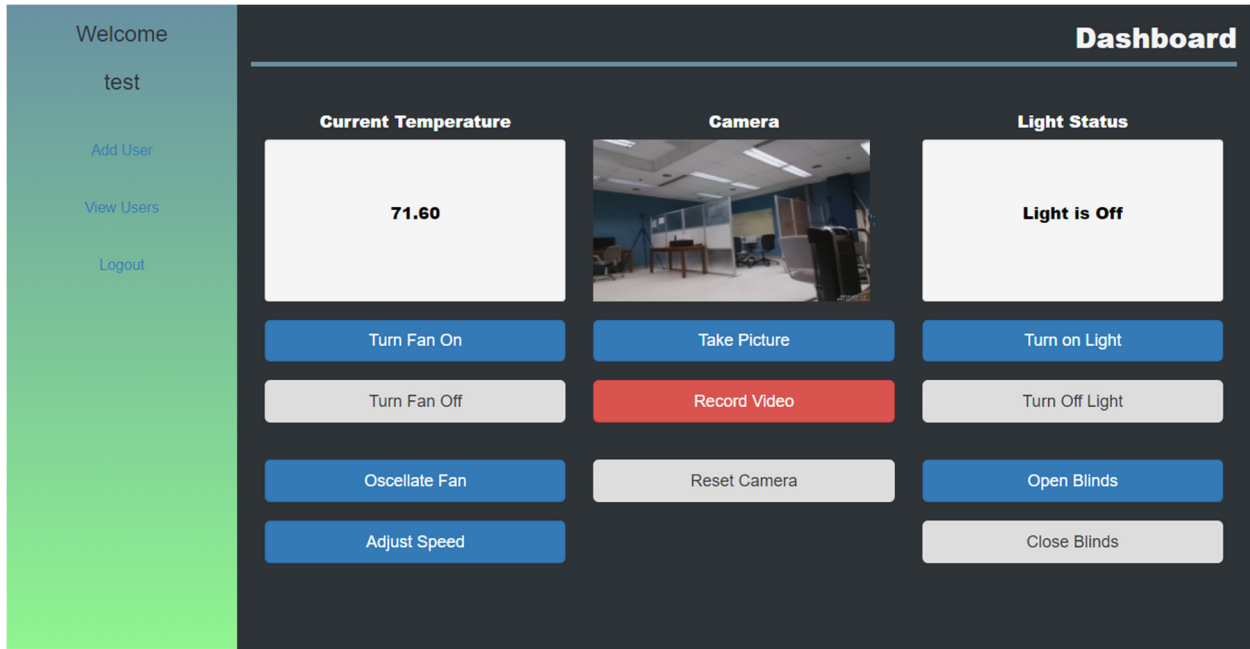 Welcome
test
Add User
View Users
Logout
Dashboard
Current Temperature
71.60
Turn Fan On
Turn Fan Off
Oscellate Fan
Adjust Speed
Camera
Take Picture
Record Video
Reset Camera
Light Status
Light is Off
Turn on Light
Turn Off Light
Open Blinds
Close Blinds